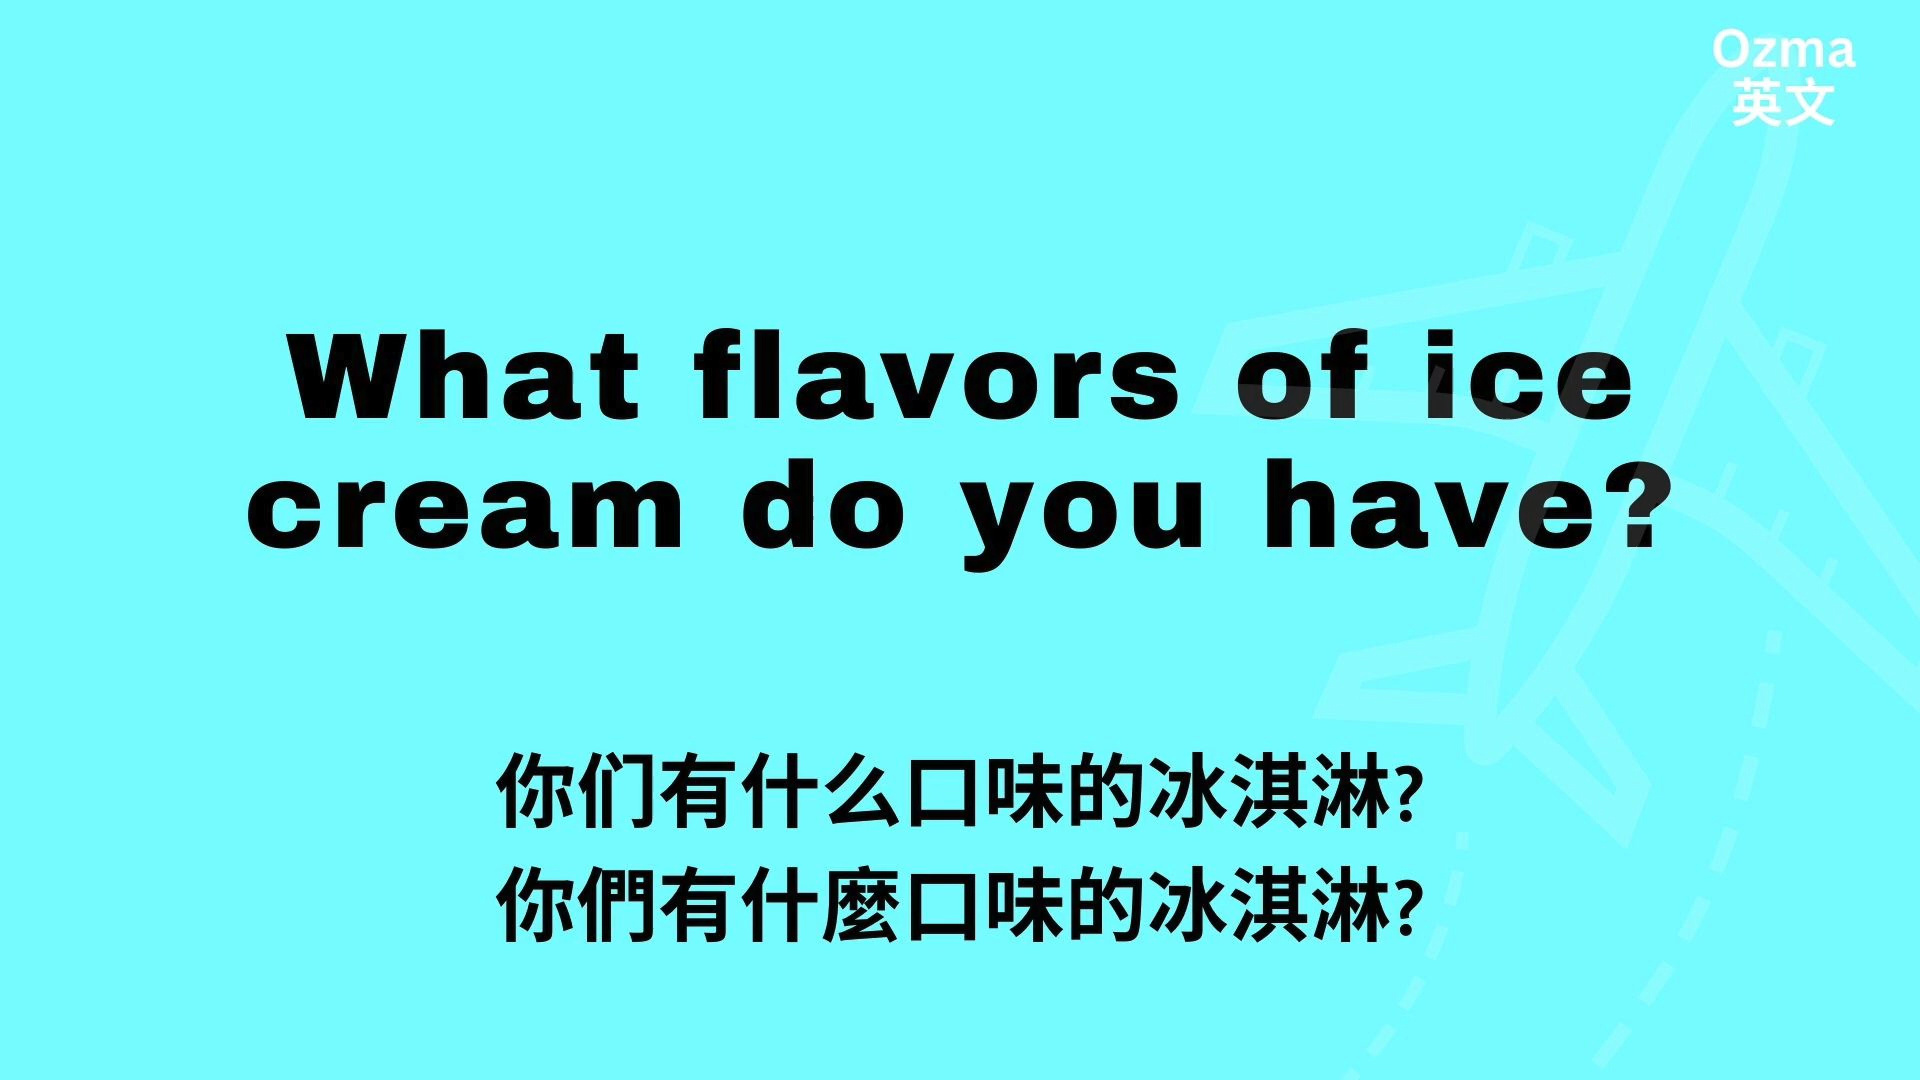 Ozma
英文
What flavors of ice
cream do you have?
你们有什么口味的冰淇淋?
你們有什麼口味的冰淇淋?